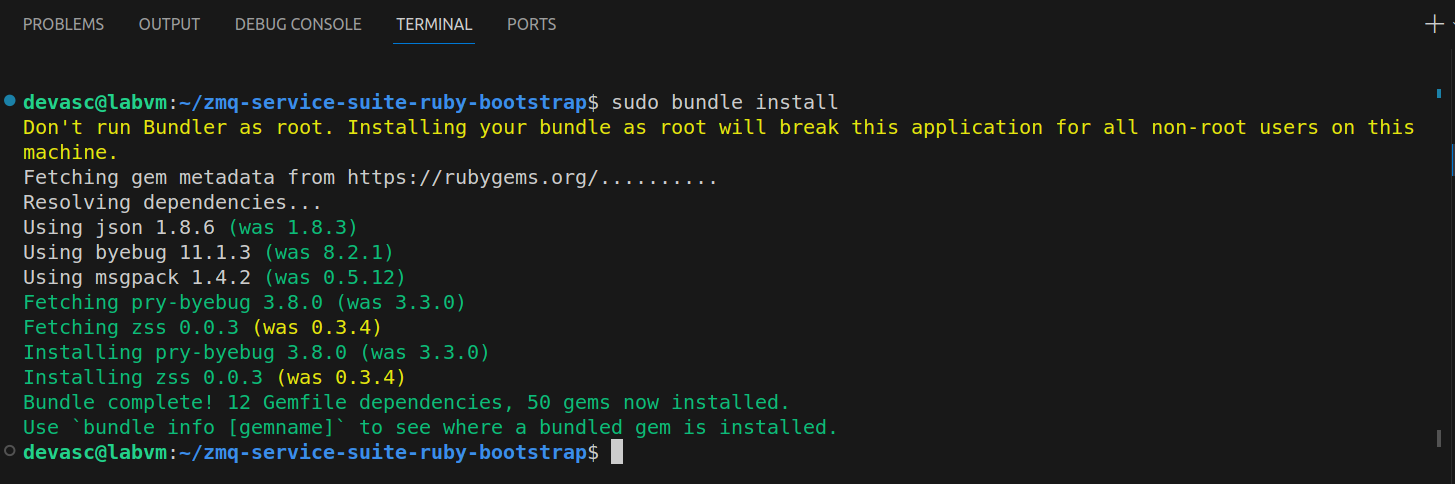 PROBLEMS OUTPUT DEBUG CONSOLE TERMINAL PORTS
devasc@labvm:~/zmq-service-suite-ruby-bootstrap$ sudo bundle install
Don't run Bundler as root. Installing your bundle as root will break this application for all non-root users on this
machine.
Fetching gem metadata from https://rubygems.org/..........
Resolving dependencies...
Using json 1.8.6 (was 1.8.3)
Using byebug 11.1.3 (was 8.2.1)
Using msgpack 1.4.2 (was 0.5.12)
Fetching pry-byebug 3.8.0 (was 3.3.0)
Fetching zss 0.0.3 (was 0.3.4)
Installing pry-byebug 3.8.0 (was 3.3.0)
Installing zss 0.0.3 (was 0.3.4)
Bundle complete! 12 Gemfile dependencies, 50 gems now installed.
Use `bundle info [gemname]` to see where a bundled gem is installed.
devasc@labvm:~/zmq-service-suite-ruby-bootstrap$